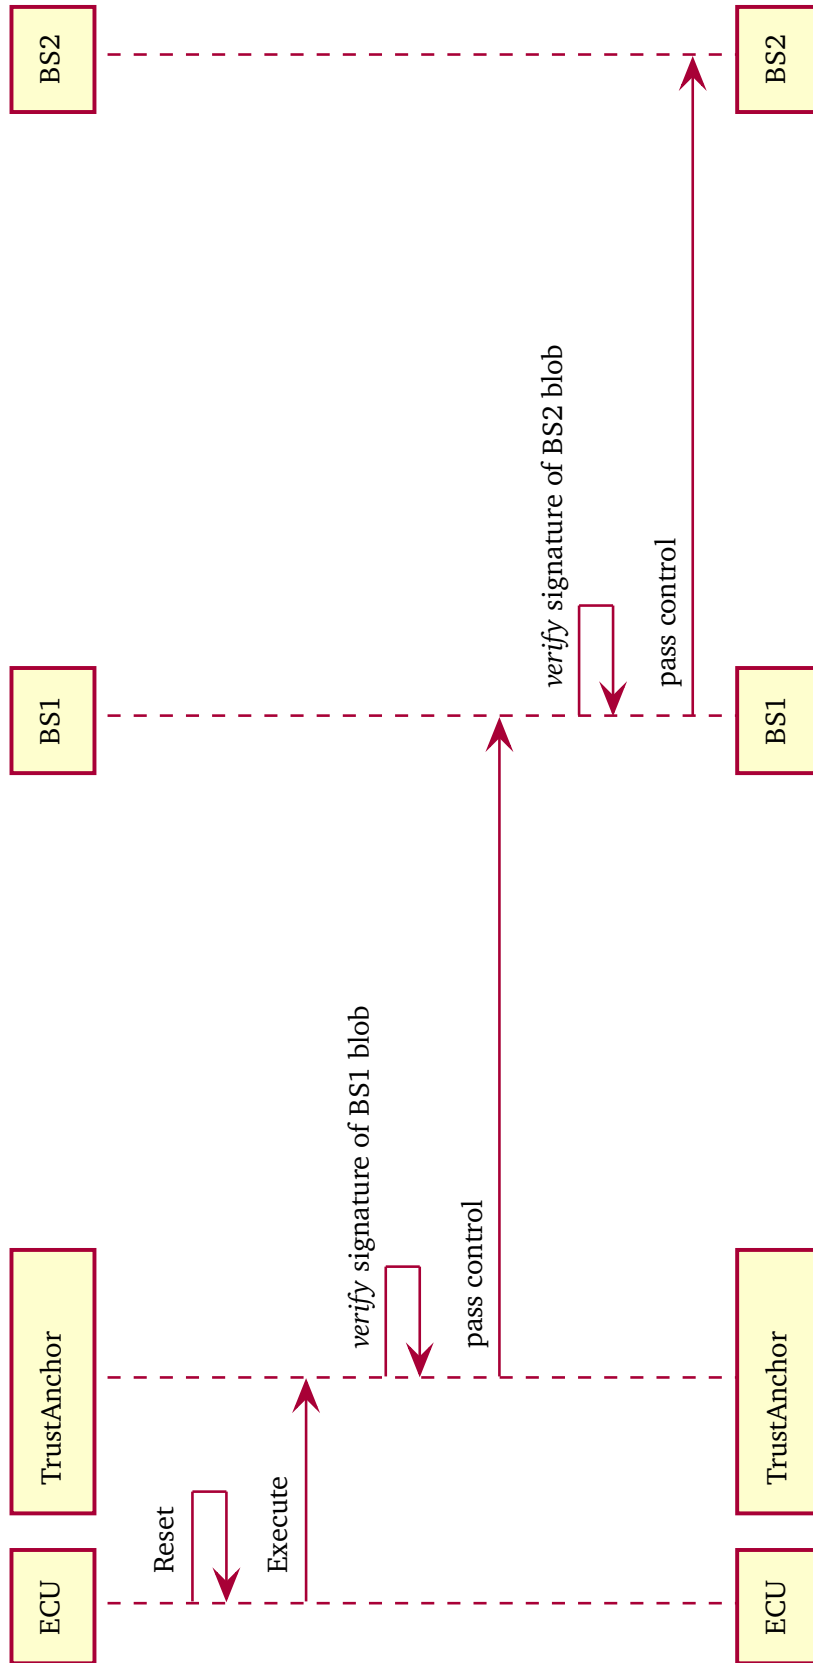 ECU
TrustAnchor
BS1
BS2
Reset
Execute
verify signature of BS1 blob
pass control
verify signature of BS2 blob
pass control
ECU
TrustAnchor
BS1
BS2